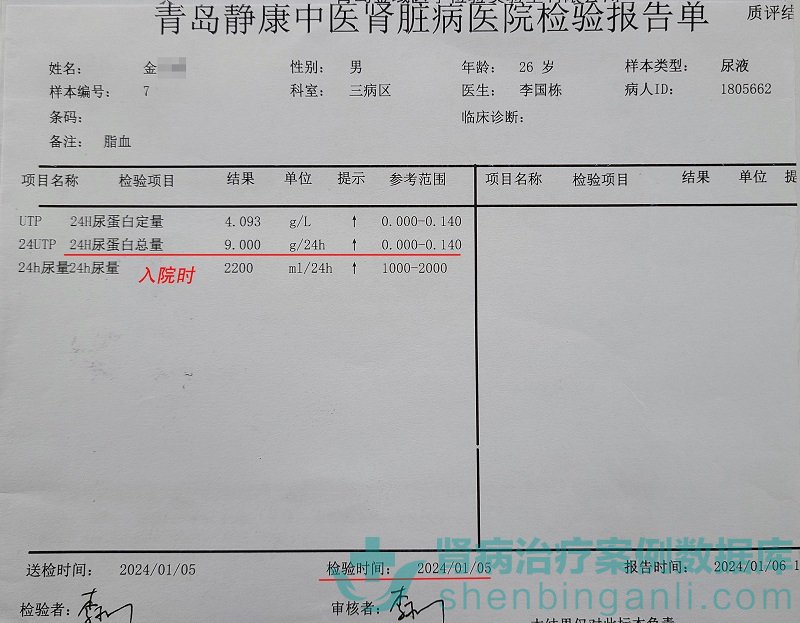 青岛静康中医肾脏病医院检验报告单 质评结
姓名: 金 性别: 男 年龄: 26 岁 样本类型: 尿液
样本编号: 7 科室: 三病区 医生: 李国栋 病人ID: 1805662
条码: 临床诊断:
备注: 脂血
项目名称 检验项目 结果 单位 提示 参考范围 项目名称 检验项目 结果 单位 提
UTP 24H尿蛋白定量 4.093 g/L ↑ 0.000-0.140
24UTP 24H尿蛋白总量 9.000 g/24h ↑ 0.000-0.140
24h尿量 24h尿量 2200 ml/24h ↑ 1000-2000
入院时
肾病治疗案例数据库
shenbinganli.com
送检时间: 2024/01/05 检验时间: 2024/01/05 报告时间: 2024/01/06 1
检验者: 审核者: